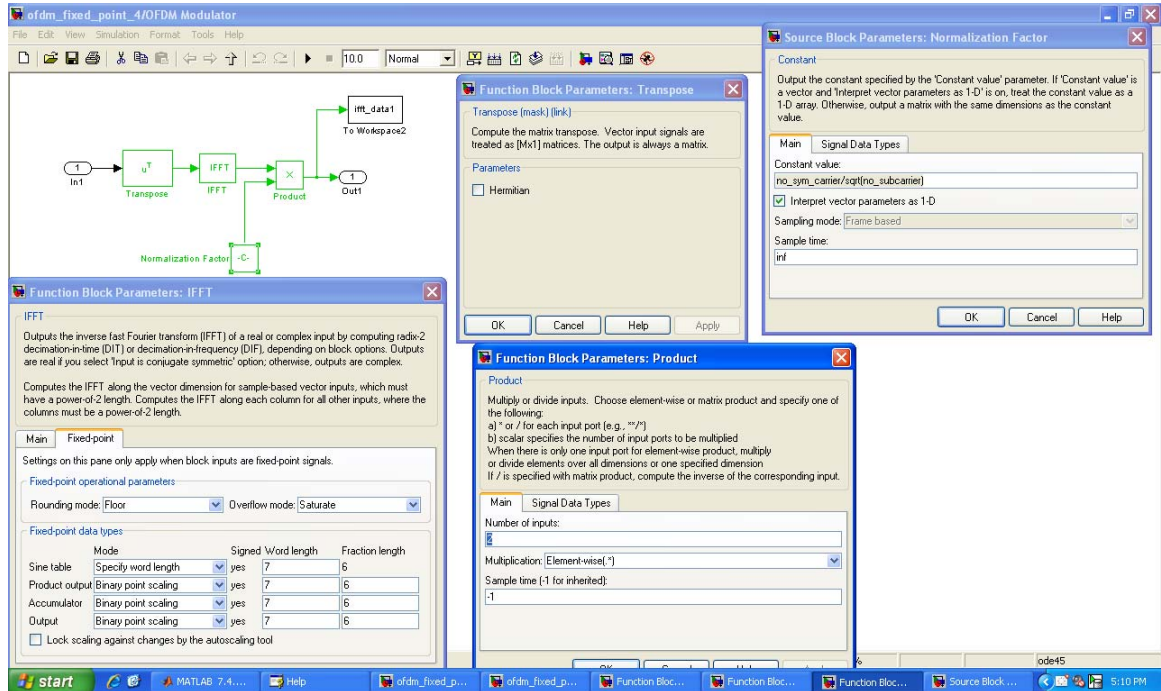 ofdm_fixed_point_4/OFDM Modulator
File Edit View Simulation Format Tools Help
10.0 Normal
ifft_data1
To Workspace2
1
In1
uT
Transpose
IFFT
IFFT
×
Product
1
Out1
Normalization Factor
-C-
Function Block Parameters: Transpose
Transpose (mask) (link)
Compute the matrix transpose. Vector input signals are
treated as [Mx1] matrices. The output is always a matrix.
Parameters
Hermitian
OK Cancel Help Apply
Source Block Parameters: Normalization Factor
Constant
Output the constant specified by the 'Constant value' parameter. If 'Constant value' is
a vector and 'Interpret vector parameters as 1-D' is on, treat the constant value as a
1-D array. Otherwise, output a matrix with the same dimensions as the constant
value.
Main Signal Data Types
Constant value:
no_sym_carrier/sqrt(no_subcarrier)
Interpret vector parameters as 1-D
Sampling mode: Frame based
Sample time:
inf
OK Cancel Help
Function Block Parameters: IFFT
IFFT
Outputs the inverse fast Fourier transform (IFFT) of a real or complex input by computing radix-2
decimation-in-time (DIT) or decimation-in-frequency (DIF), depending on block options. Outputs
are real if you select 'Input is conjugate symmetric' option; otherwise, outputs are complex.
Computes the IFFT along the vector dimension for sample-based vector inputs, which must
have a power-of-2 length. Computes the IFFT along each column for all other inputs, where the
columns must be a power-of-2 length.
Main Fixed-point
Settings on this pane only apply when block inputs are fixed-point signals.
Fixed-point operational parameters
Rounding mode: Floor Overflow mode: Saturate
Fixed-point data types
Mode Signed Word length Fraction length
Sine table Specify word length yes 7 6
Product output Binary point scaling yes 7 6
Accumulator Binary point scaling yes 7 6
Output Binary point scaling yes 7 6
Lock scaling against changes by the autoscaling tool
Function Block Parameters: Product
Product
Multiply or divide inputs. Choose element-wise or matrix product and specify one of
the following:
a) * or / for each input port (e.g., **/*)
b) scalar specifies the number of input ports to be multiplied
When there is only one input port for element-wise product, multiply
or divide elements over all dimensions or one specified dimension
If / is specified with matrix product, compute the inverse of the corresponding input.
Main Signal Data Types
Number of inputs:
2
Multiplication: Element-wise(.*)
Sample time (-1 for inherited):
-1
% ode45
start MATLAB 7.4.... Help ofdm_fixed_p... ofdm_fixed_p... Function Bloc... Function Bloc... Function Bloc... Source Block ... 5:10 PM